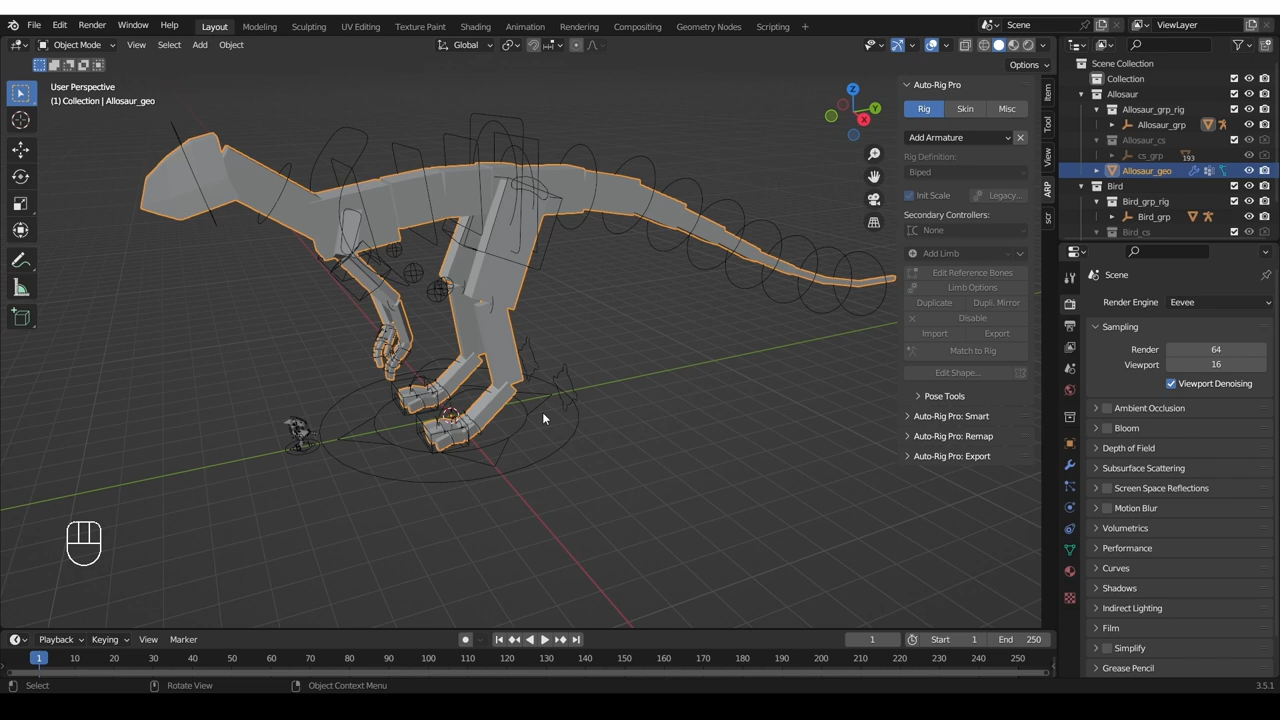 File Edit Render Window Help Layout Modeling Sculpting UV Editing Texture Paint Shading Animation Rendering Compositing Geometry Nodes Scripting + Scene ViewLayer
Object Mode View Select Add Object Global
Options
User Perspective
(1) Collection | Allosaur_geo
Z
Y
X
Auto-Rig Pro
Rig Skin Misc
Add Armature
Rig Definition:
Biped
Init Scale Legacy...
Secondary Controllers:
None
Add Limb
Edit Reference Bones
Limb Options
Duplicate Dupli. Mirror
Disable
Import Export
Match to Rig
Edit Shape...
Pose Tools
Auto-Rig Pro: Smart
Auto-Rig Pro: Remap
Auto-Rig Pro: Export
Item
Tool
View
ARP
scr
Scene Collection
Collection
Allosaur
Allosaur_grp_rig
Allosaur_grp
Allosaur_cs
cs_grp 193
Allosaur_geo
Bird
Bird_grp_rig
Bird_grp
Bird_cs
Scene
Render Engine Eevee
Sampling
Render 64
Viewport 16
Viewport Denoising
Ambient Occlusion
Bloom
Depth of Field
Subsurface Scattering
Screen Space Reflections
Motion Blur
Volumetrics
Performance
Curves
Shadows
Indirect Lighting
Film
Simplify
Grease Pencil
Playback Keying View Marker 1 Start 1 End 250
1 10 20 30 40 50 60 70 80 90 100 110 120 130 140 150 160 170 180 190 200 210 220 230 240 250
Select Rotate View Object Context Menu 3.5.1